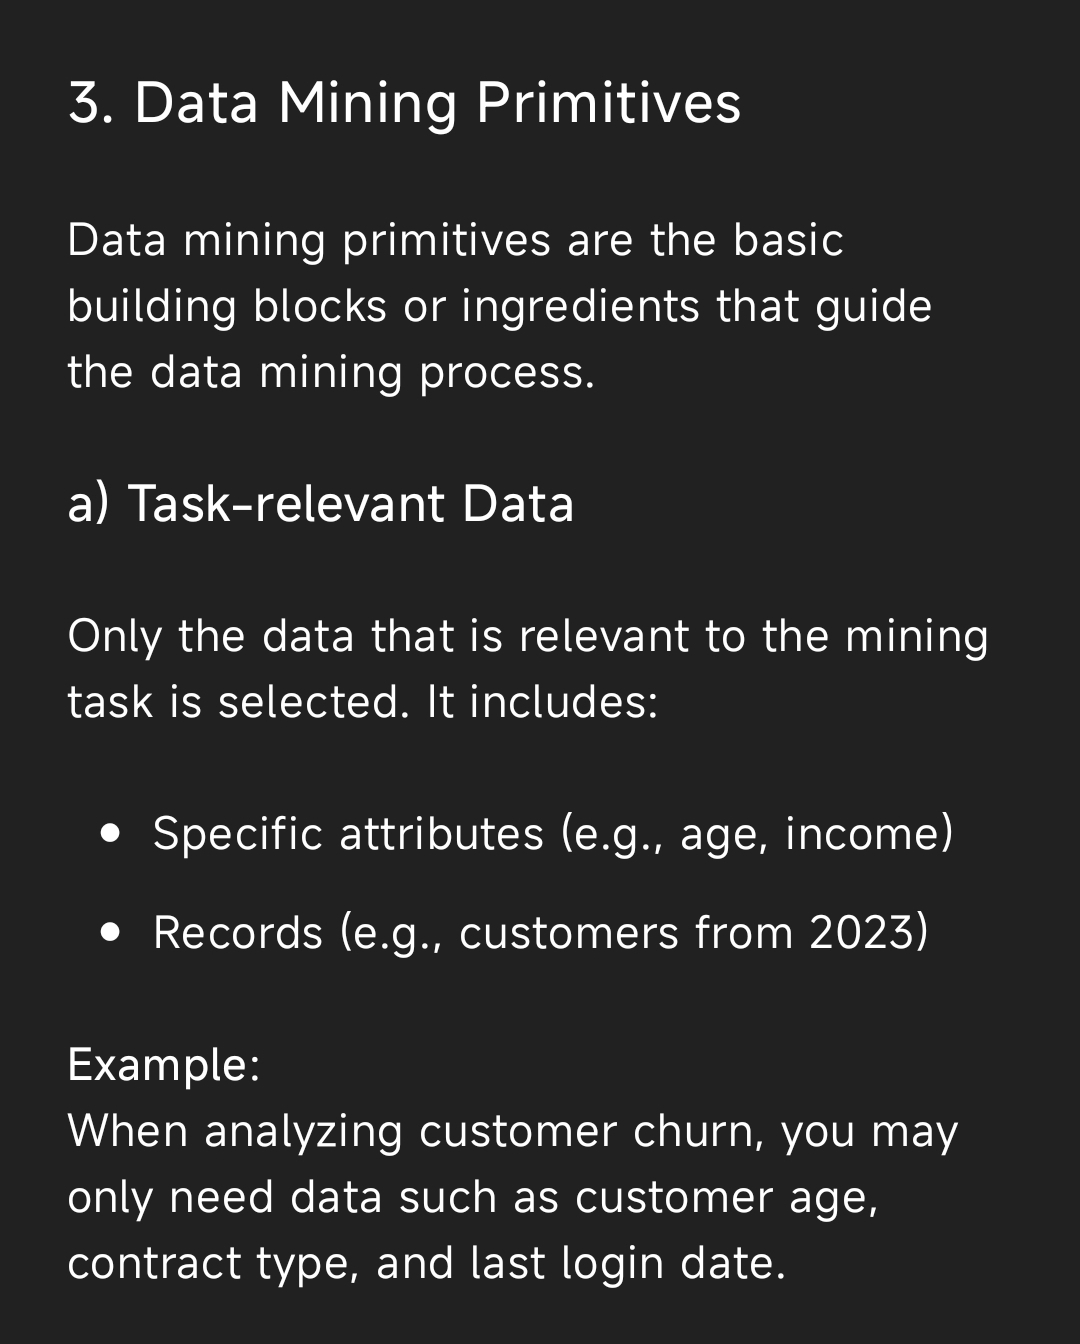 3. Data Mining Primitives
Data mining primitives are the basic
building blocks or ingredients that guide
the data mining process.
a) Task-relevant Data
Only the data that is relevant to the mining
task is selected. It includes:
• Specific attributes (e.g., age, income)
• Records (e.g., customers from 2023)
Example:
When analyzing customer churn, you may
only need data such as customer age,
contract type, and last login date.